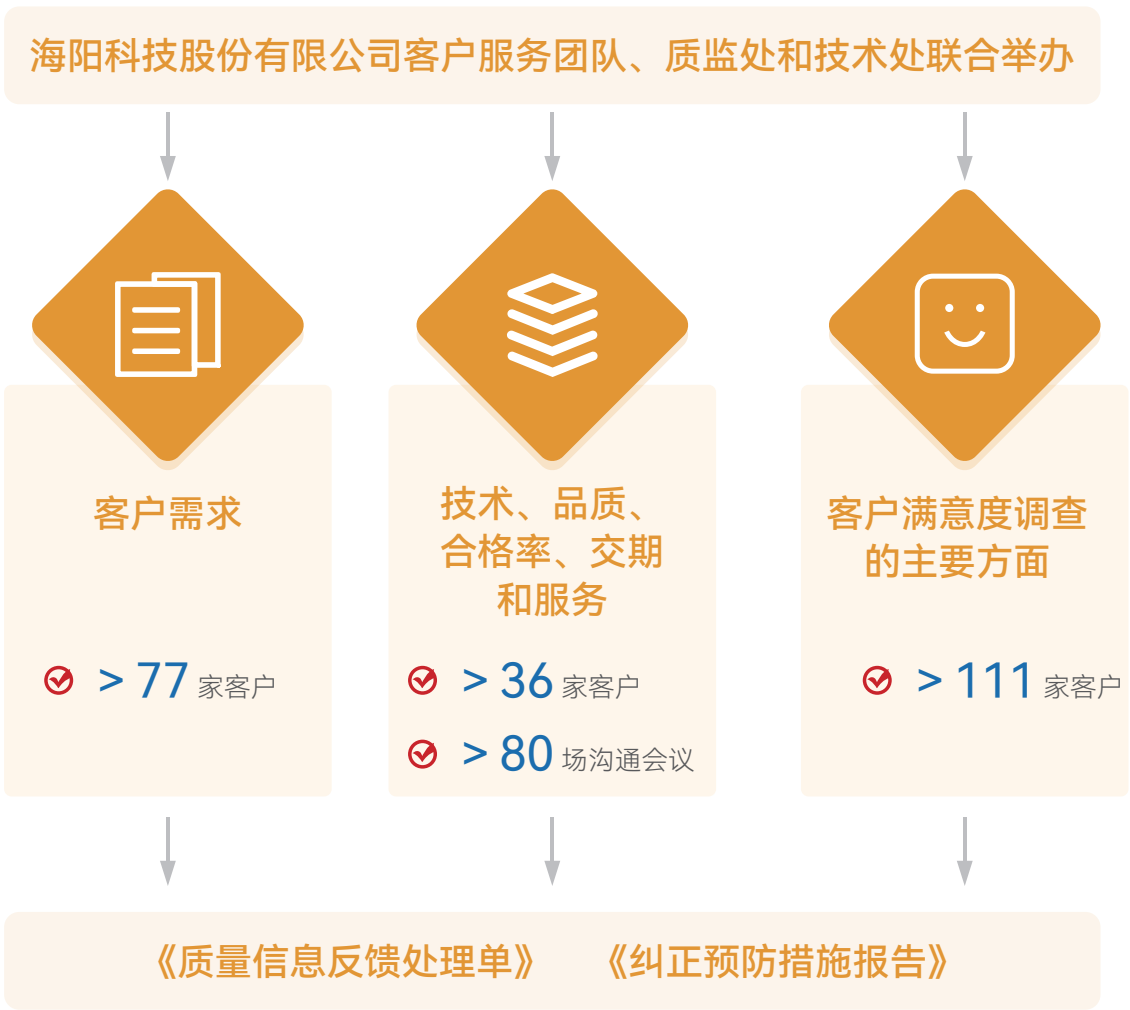 海阳科技股份有限公司客户服务团队、质监处和技术处联合举办
客户需求
> 77 家客户
技术、品质、
合格率、交期
和服务
> 36 家客户
> 80 场沟通会议
客户满意度调查
的主要方面
> 111 家客户
《质量信息反馈处理单》 《纠正预防措施报告》